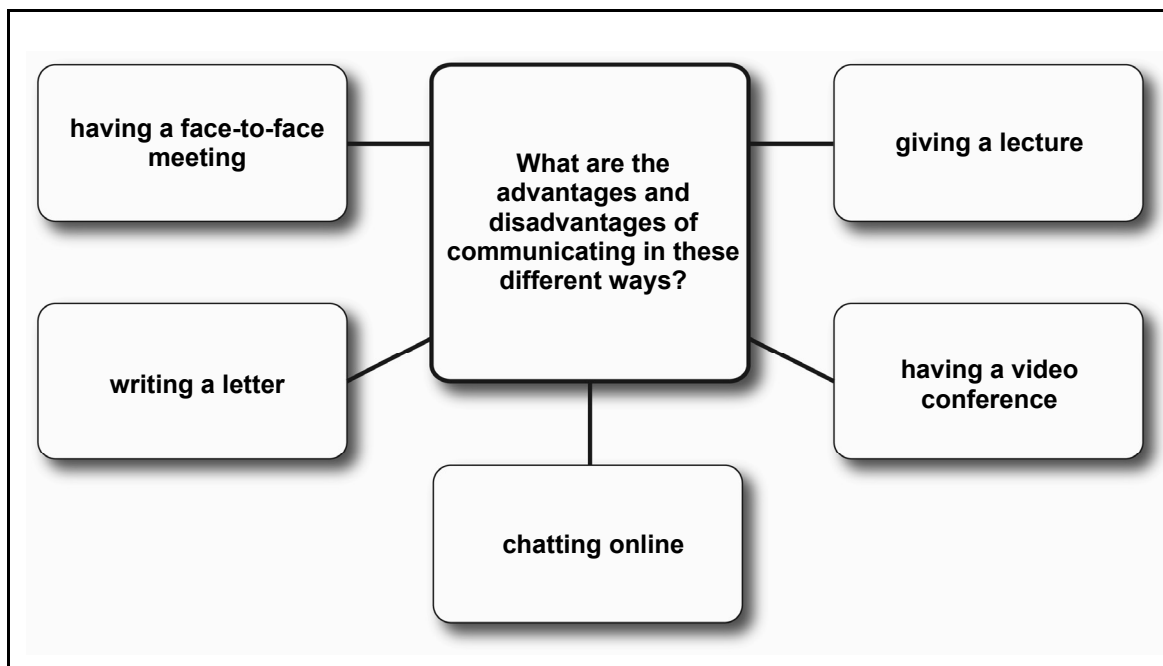 having a face-to-face
meeting
What are the
advantages and
disadvantages of
communicating in these
different ways?
giving a lecture
writing a letter
having a video
conference
chatting online